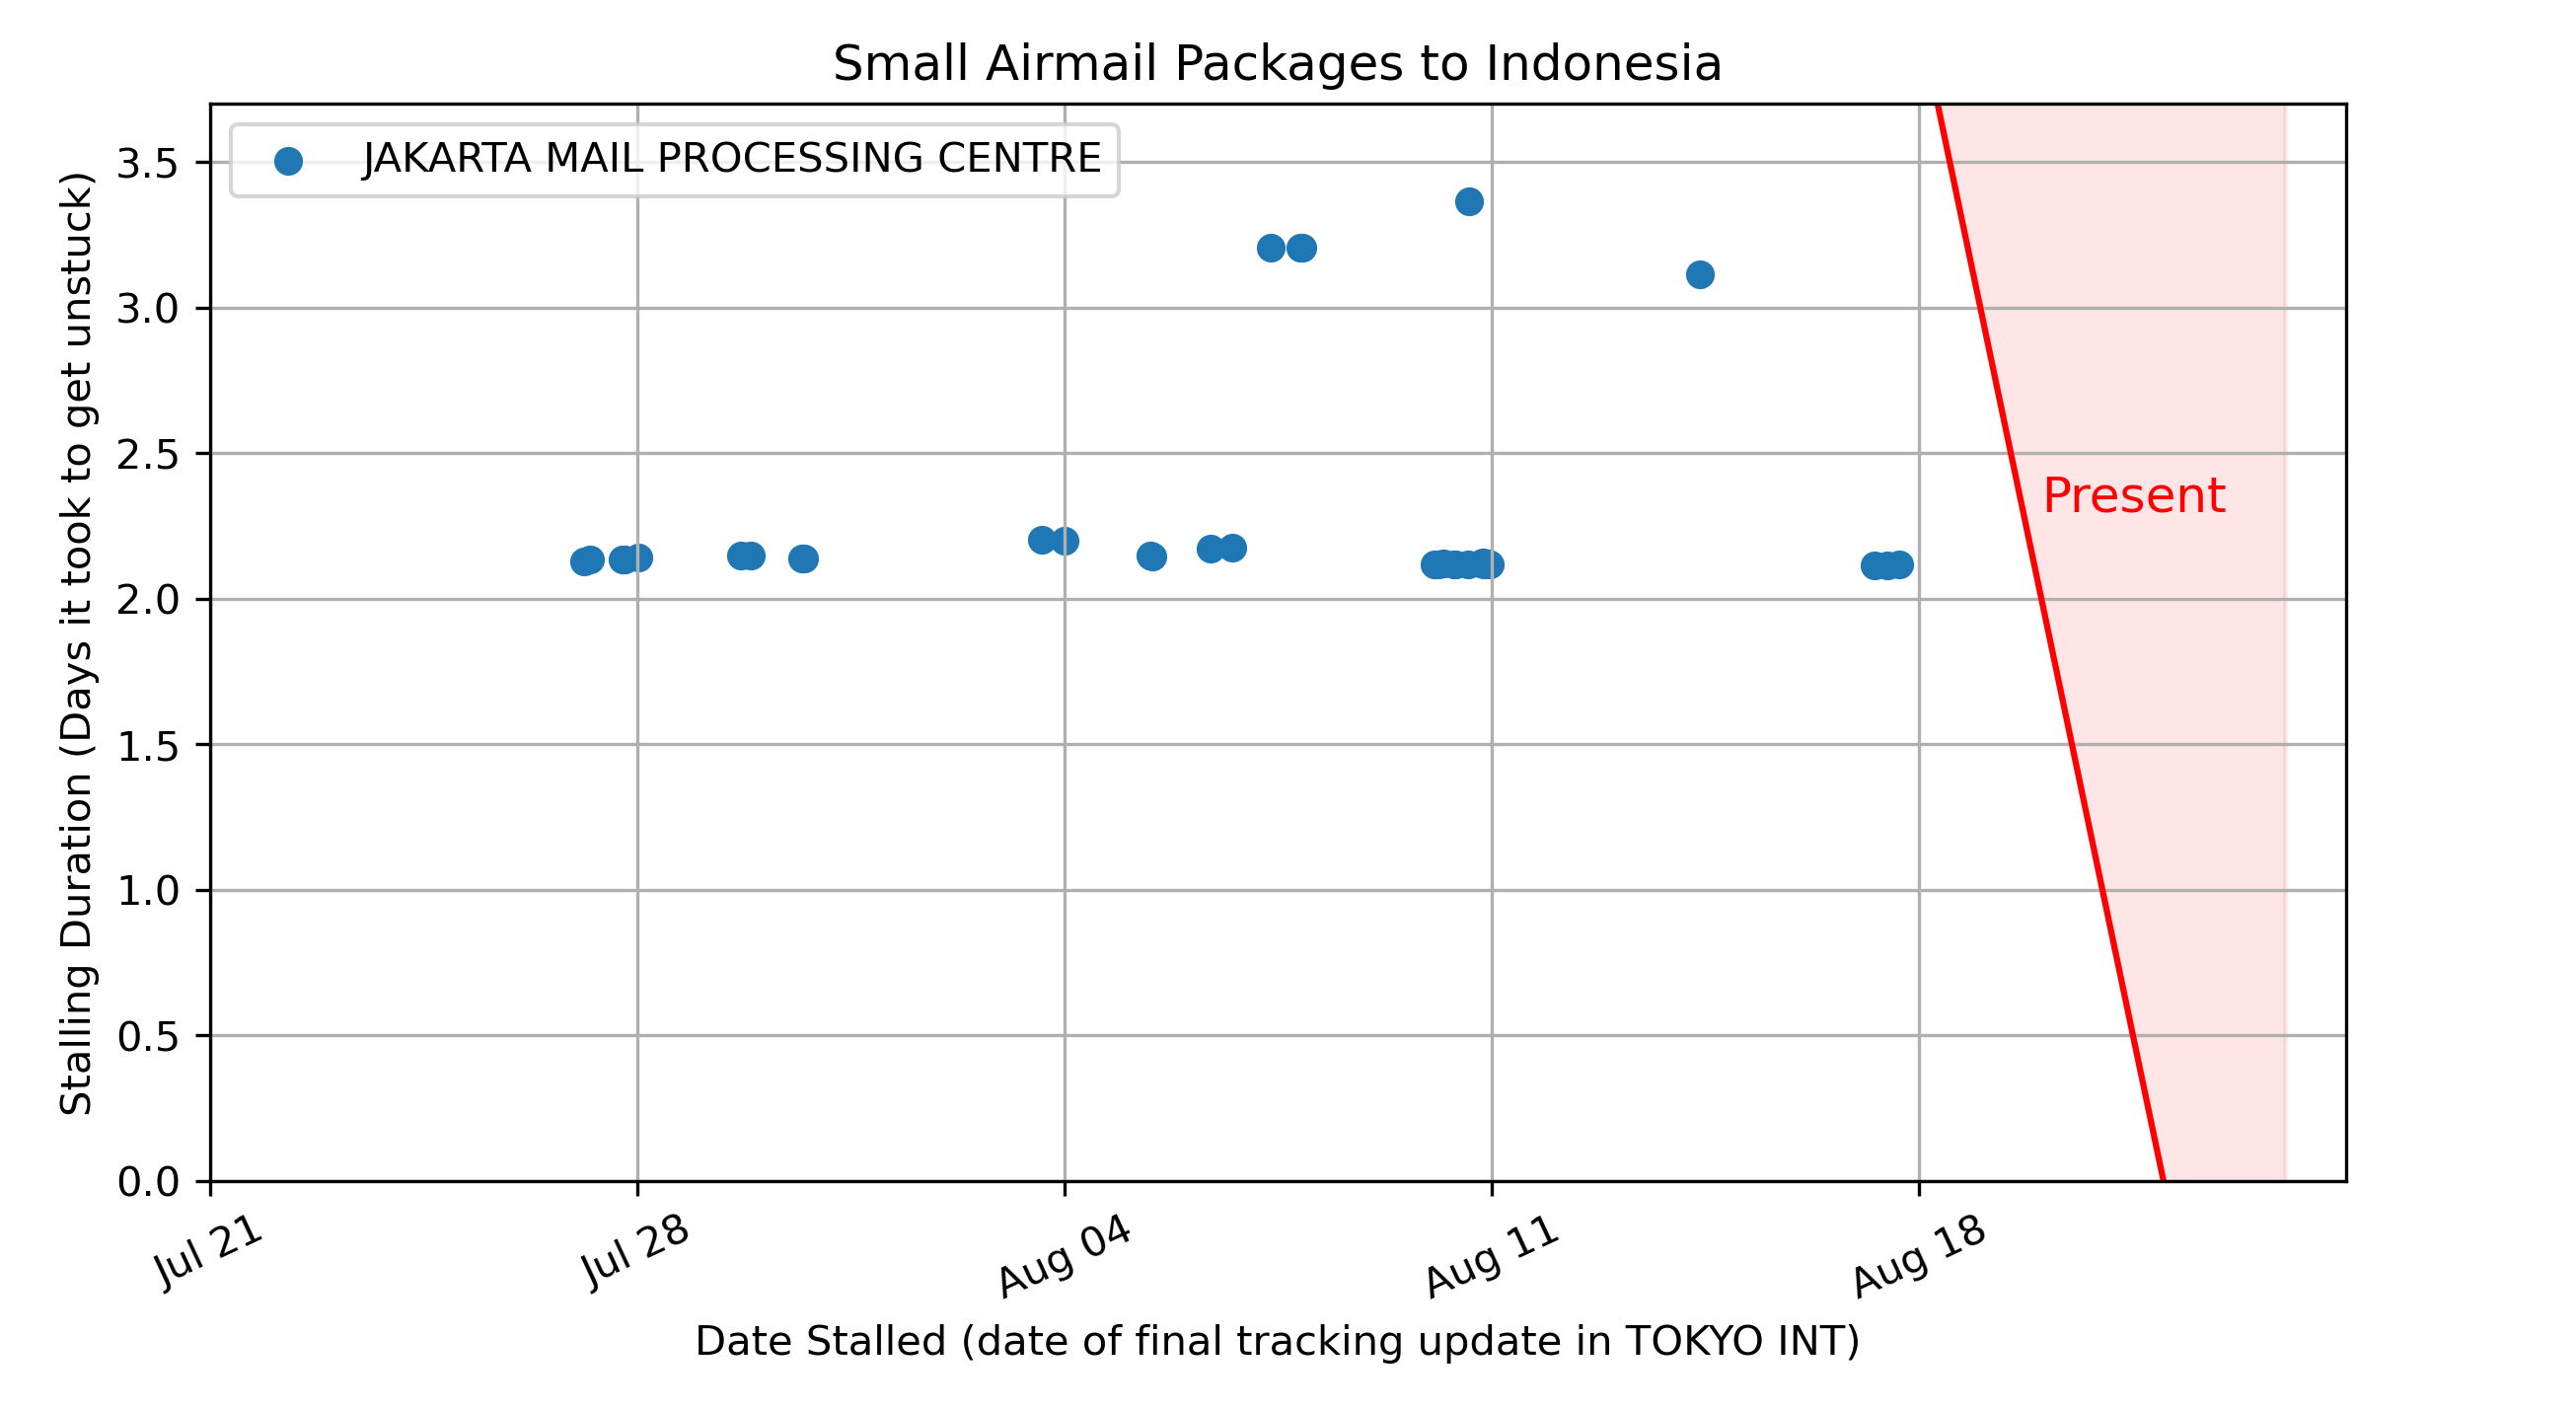 Small Airmail Packages to Indonesia
JAKARTA MAIL PROCESSING CENTRE
Stalling Duration (Days it took to get unstuck)
3.5
3.0
2.5
2.0
1.5
1.0
0.5
0.0
Present
Jul 21
Jul 28
Aug 04
Aug 11
Aug 18
Date Stalled (date of final tracking update in TOKYO INT)